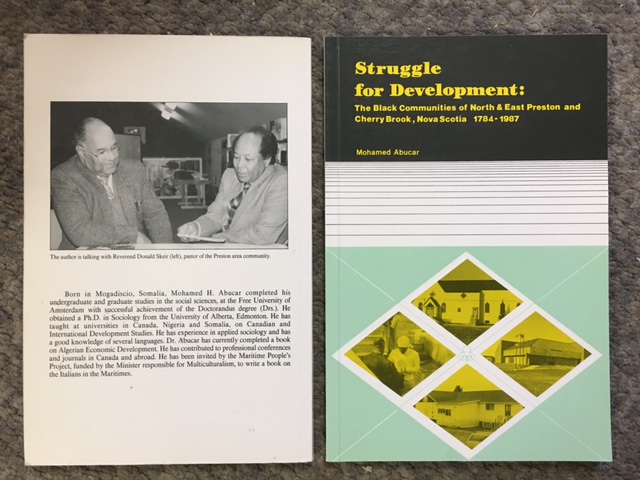 The author is talking with Reverend Donald Skeir (left), pastor of the Preston area community.
Born in Mogadiscio, Somalia, Mohamed H. Abucar completed his
undergraduate and graduate studies in the social sciences, at the Free University of
Amsterdam with successful achievement of the Doctorandus degree (Drs.). He
obtained a Ph.D. in Sociology from the University of Alberta, Edmonton. He has
taught at universities in Canada, Nigeria and Somalia, on Canadian and
International Development Studies. He has experience in applied sociology and has
a good knowledge of several languages. Dr. Abucar has currently completed a book
on Algerian Economic Development. He has contributed to professional conferences
and journals in Canada and abroad. He has been invited by the Maritime People's
Project, funded by the Minister responsible for Multiculturalism, to write a book on
the Italians in the Maritimes.
Struggle
for Development:
The Black Communities of North & East Preston and
Cherry Brook, Nova Scotia 1784-1987
Mohamed Abucar